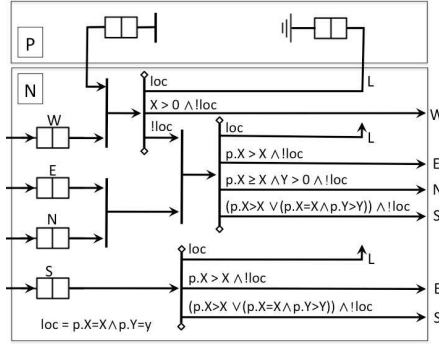 P
N
loc
L
X > 0 ∧!loc
W
W
!loc
loc
L
p.X > X ∧!loc
E
E
p.X ≥ X ∧Y > 0 ∧!loc
N
(p.X>X ∨(p.X=X∧p.Y>Y)) ∧!loc
S
N
loc
L
S
p.X > X ∧!loc
E
(p.X>X ∨(p.X=X∧p.Y>Y)) ∧!loc
S
loc = p.X=X∧p.Y=y